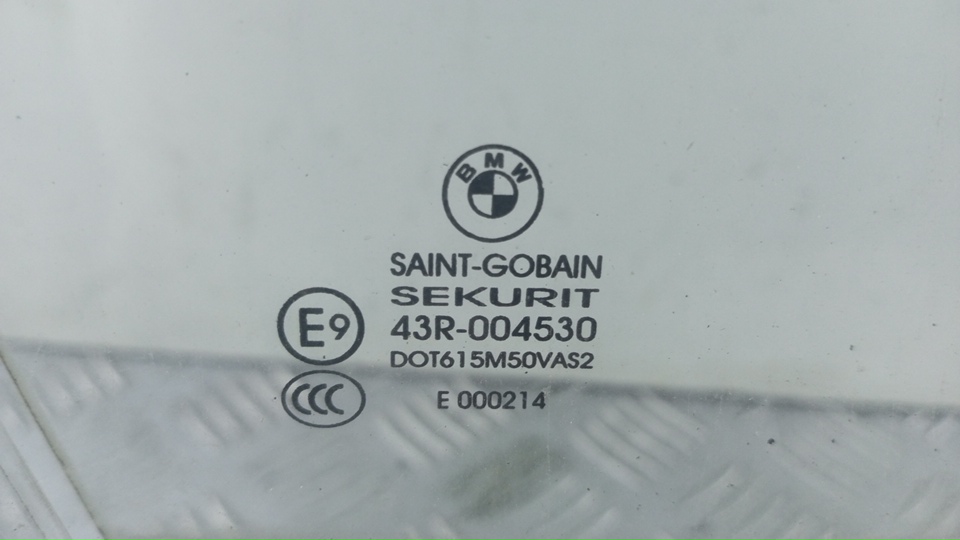 BMW
SAINT-GOBAIN
SEKURIT
E9
43R-004530
DOT615M50VAS2
CCC
E 000214